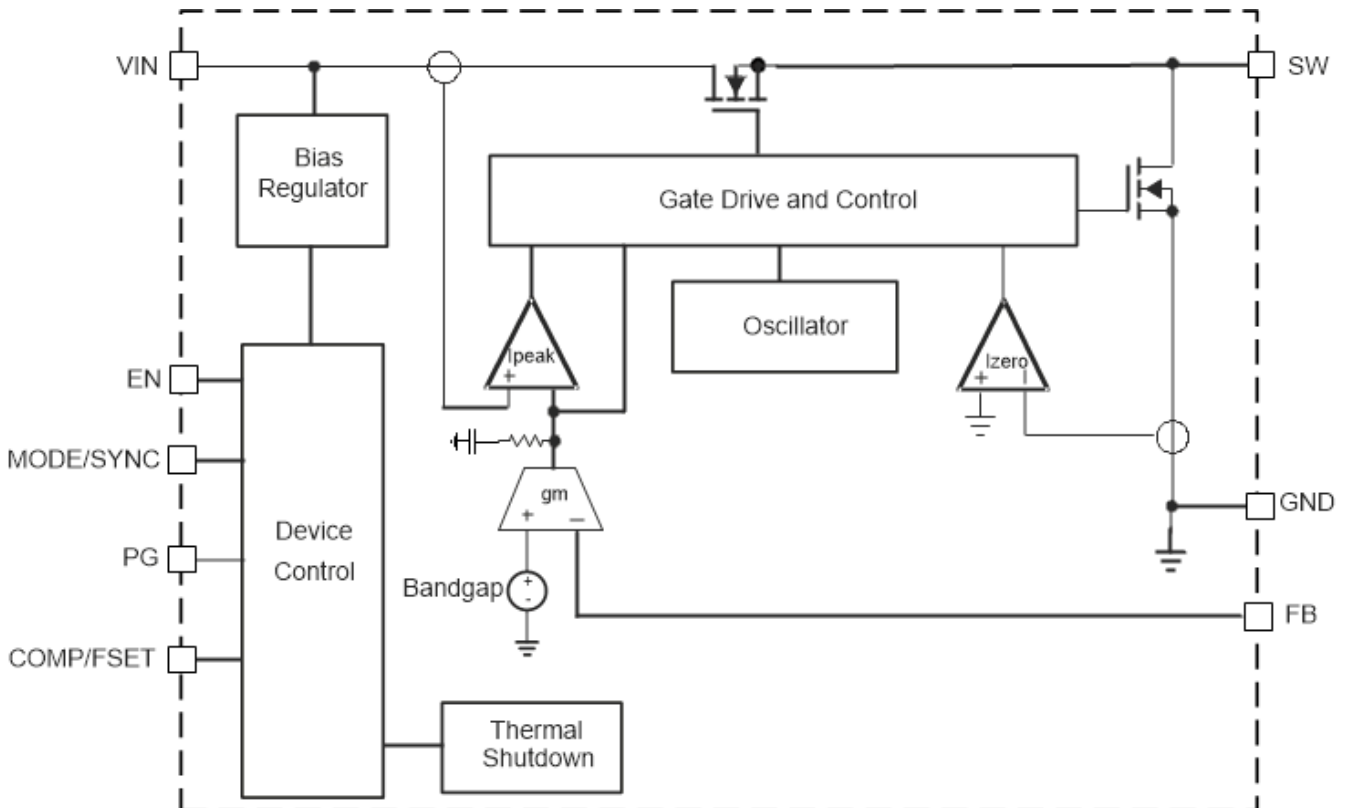 VIN
SW
Bias
Regulator
Gate Drive and Control
Oscillator
Ipeak
+
Izero
+
EN
MODE/SYNC
gm
+ −
GND
Device
Control
PG
Bandgap
+
-
FB
COMP/FSET
Thermal
Shutdown